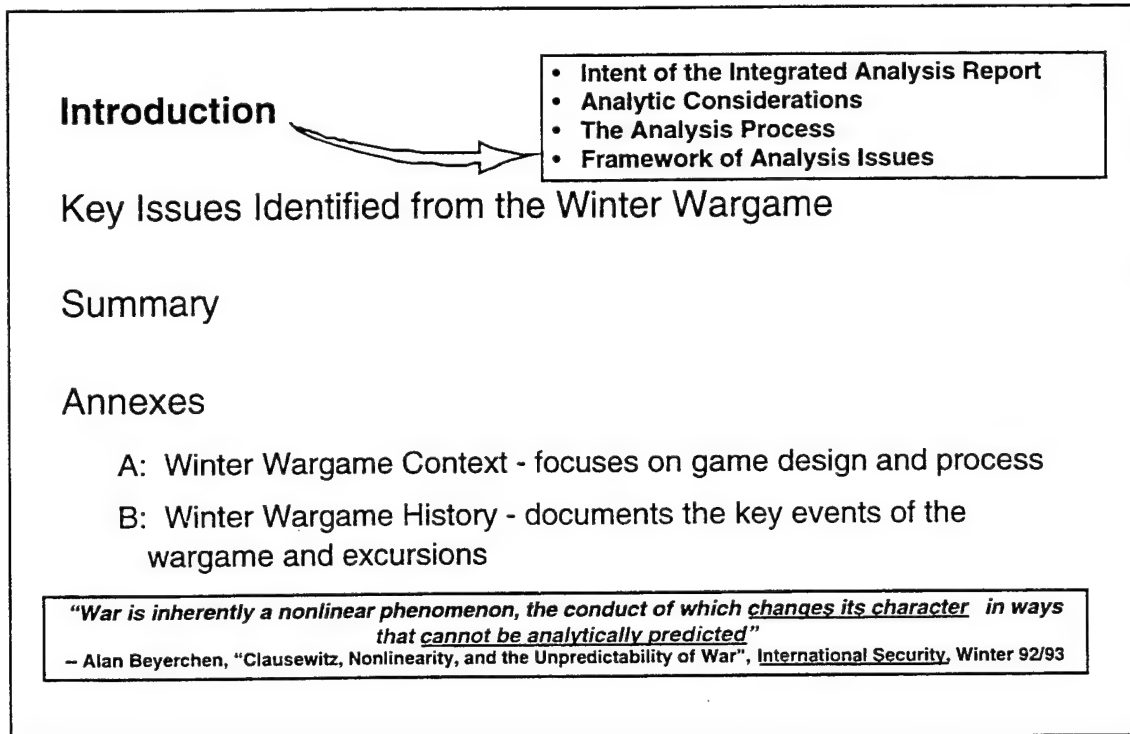 Introduction
• Intent of the Integrated Analysis Report
• Analytic Considerations
• The Analysis Process
• Framework of Analysis Issues
Key Issues Identified from the Winter Wargame
Summary
Annexes
A: Winter Wargame Context - focuses on game design and process
B: Winter Wargame History - documents the key events of the
wargame and excursions
“War is inherently a nonlinear phenomenon, the conduct of which changes its character in ways
that cannot be analytically predicted”
– Alan Beyerchen, “Clausewitz, Nonlinearity, and the Unpredictability of War”, International Security, Winter 92/93